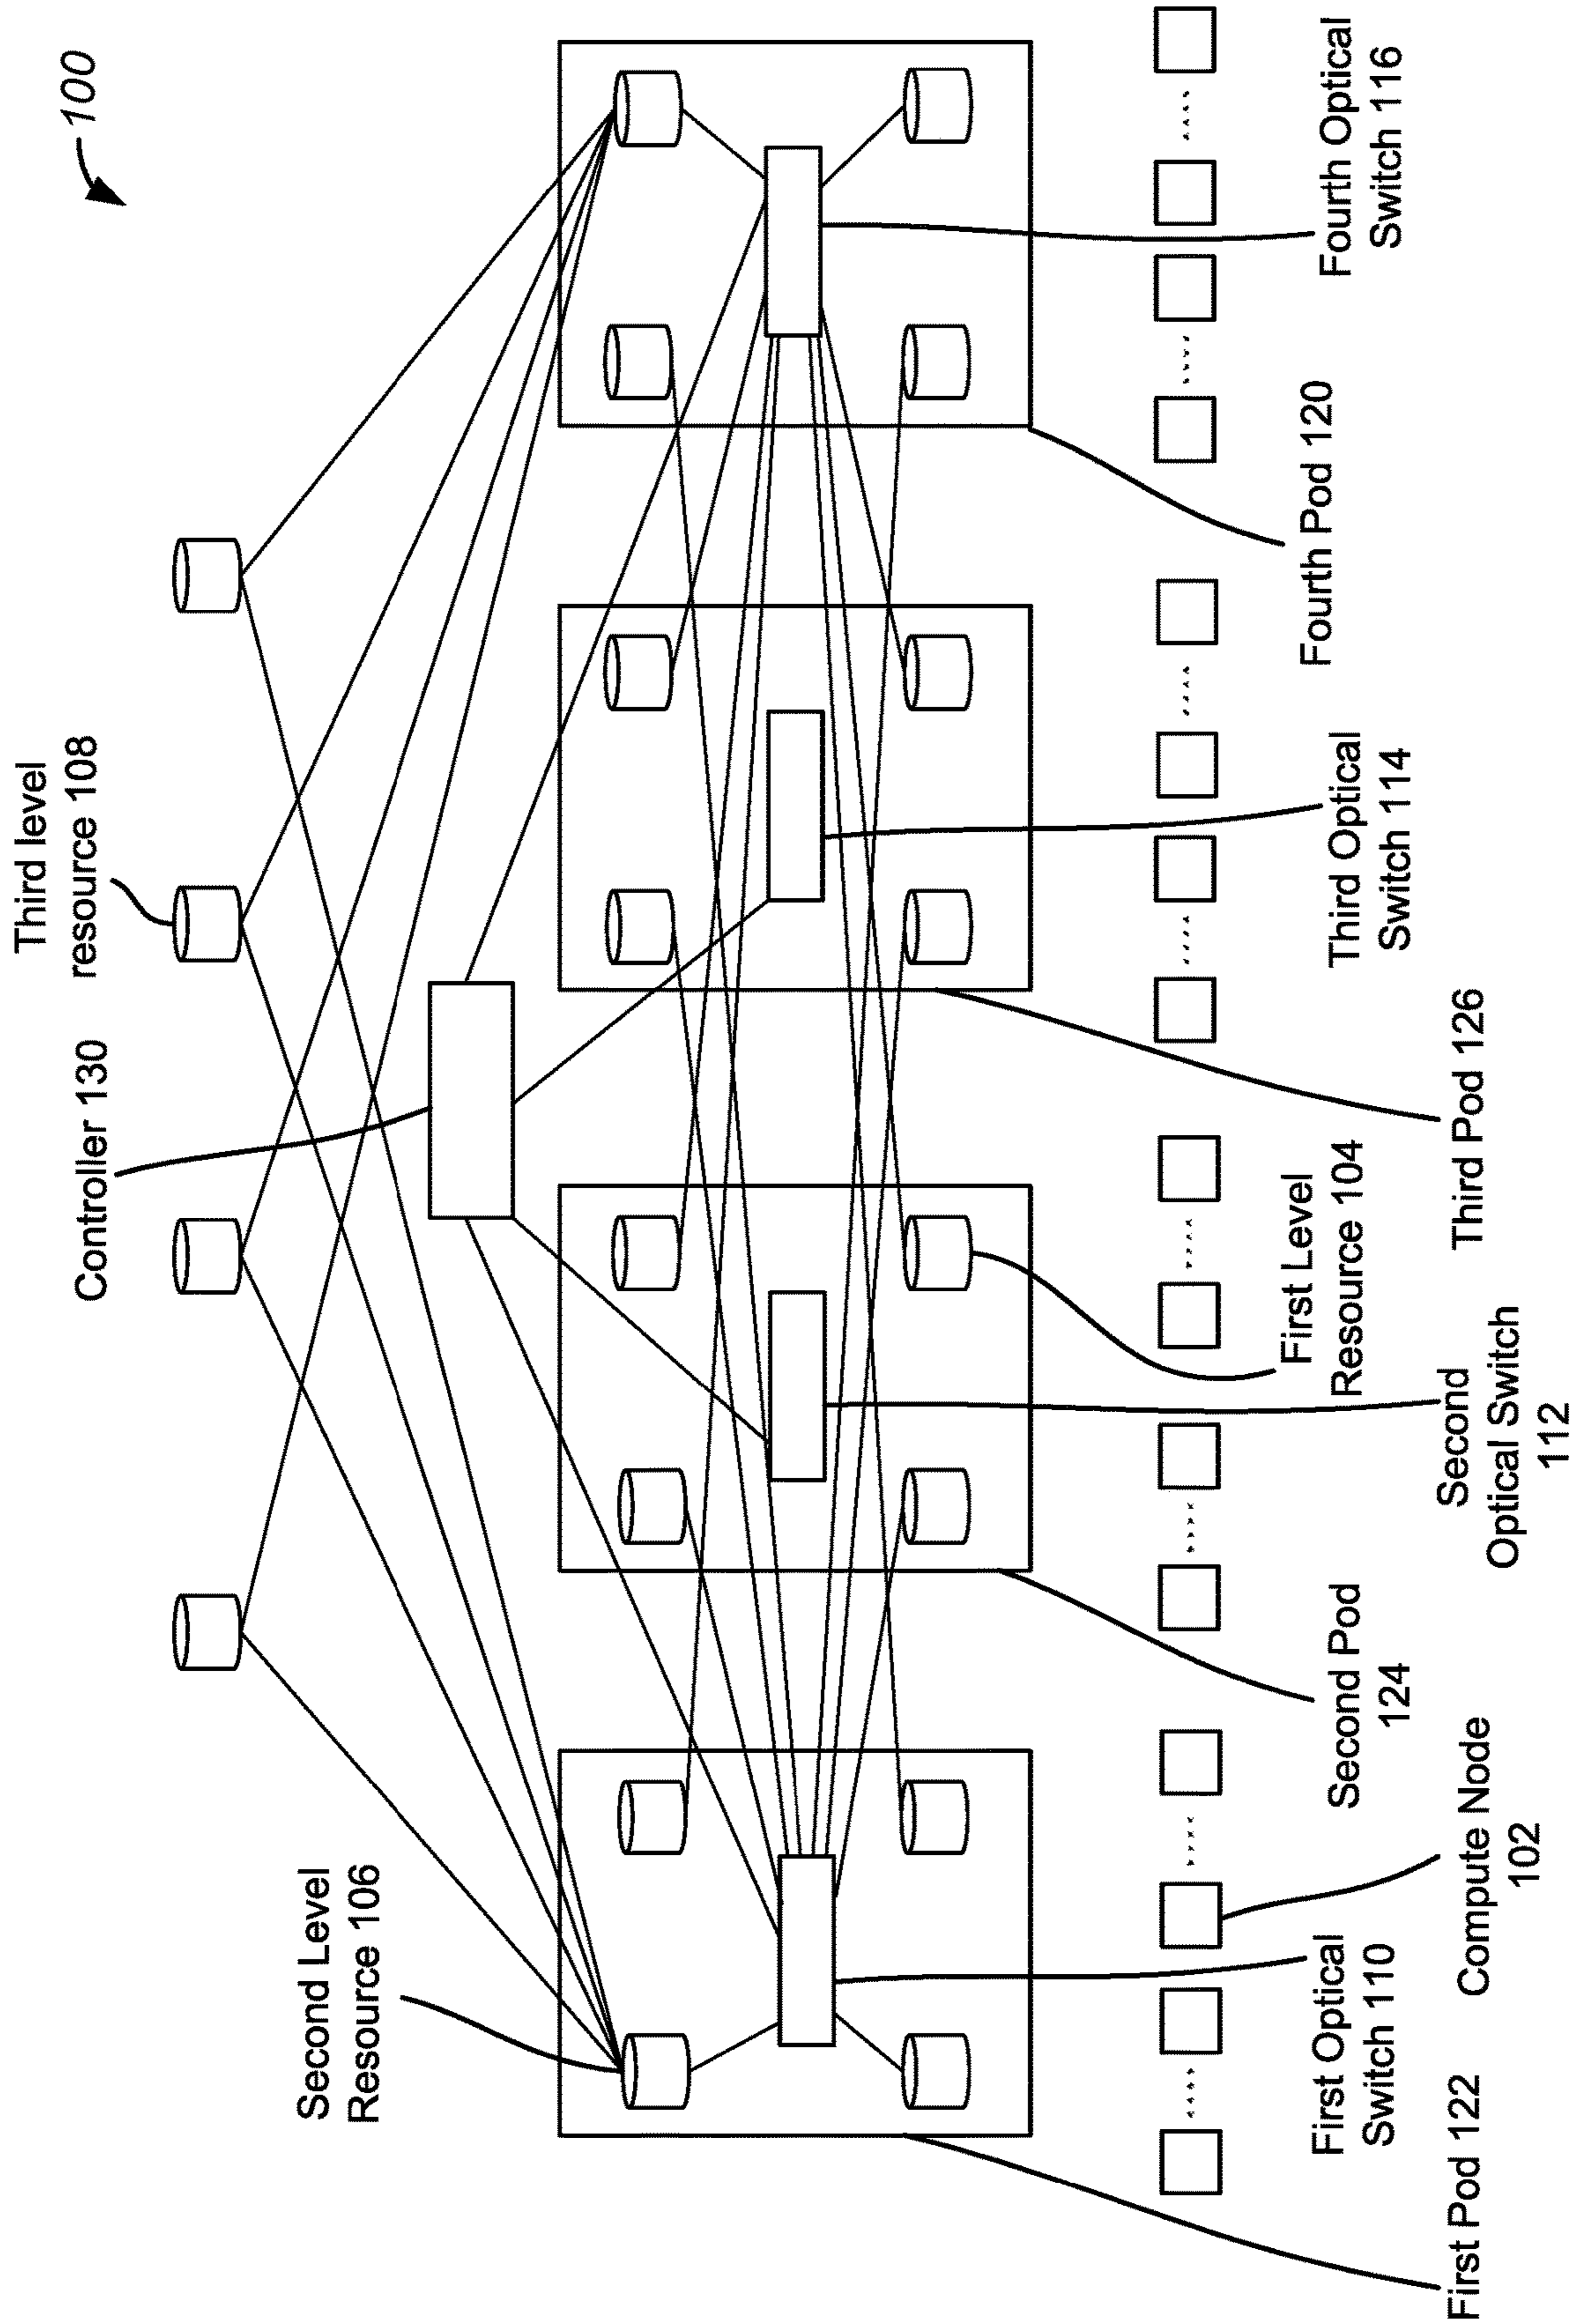 100
Third level
resource 108
Controller 130
Second Level
Resource 106
First Level
Resource 104
First Pod 122
First Optical
Switch 110
Compute Node
102
Second Pod
124
Second
Optical Switch
112
Third Pod 126
Third Optical
Switch 114
Fourth Pod 120
Fourth Optical
Switch 116